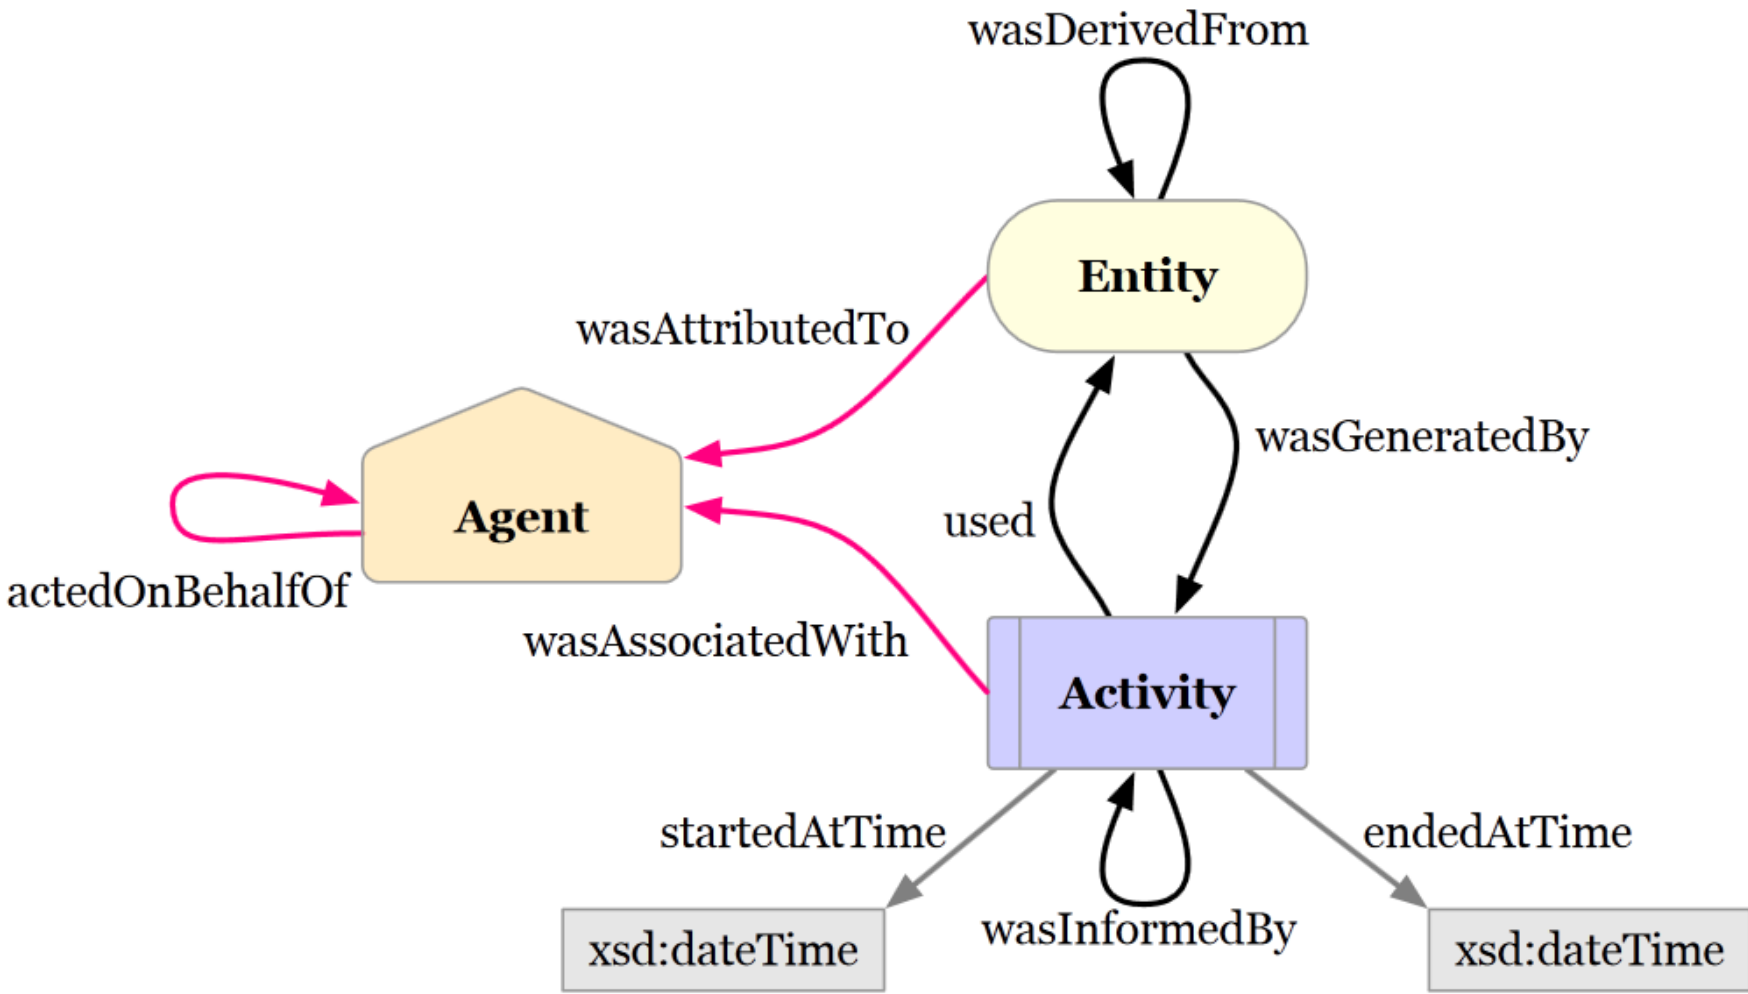 wasDerivedFrom
Entity
wasAttributedTo
wasGeneratedBy
Agent
used
actedOnBehalfOf
wasAssociatedWith
Activity
startedAtTime
endedAtTime
wasInformedBy
xsd:dateTime
xsd:dateTime